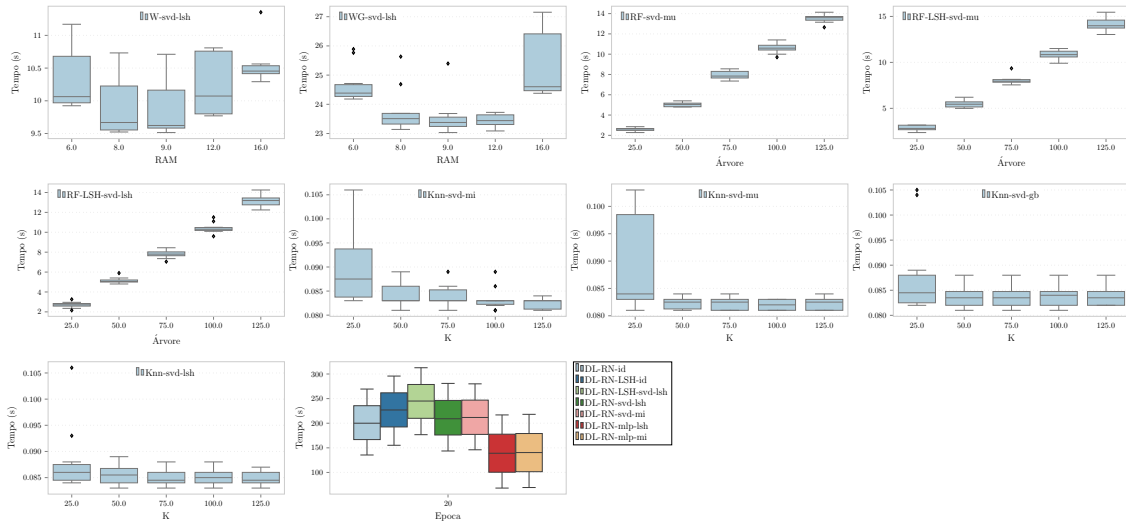 W-svd-lsh
Tempo (s)
11
10.5
10
9.5
6.0 8.0 9.0 12.0 16.0
RAM
WG-svd-lsh
Tempo (s)
27
26
25
24
23
6.0 8.0 9.0 12.0 16.0
RAM
RF-svd-mu
Tempo (s)
14
12
10
8
6
4
2
25.0 50.0 75.0 100.0 125.0
Árvore
RF-LSH-svd-mu
Tempo (s)
15
10
5
25.0 50.0 75.0 100.0 125.0
Árvore
RF-LSH-svd-lsh
Tempo (s)
14
12
10
8
6
4
2
25.0 50.0 75.0 100.0 125.0
Árvore
Knn-svd-mi
Tempo (s)
0.105
0.100
0.095
0.090
0.085
0.080
25.0 50.0 75.0 100.0 125.0
K
Knn-svd-mu
Tempo (s)
0.100
0.095
0.090
0.085
0.080
25.0 50.0 75.0 100.0 125.0
K
Knn-svd-gb
Tempo (s)
0.105
0.100
0.095
0.090
0.085
0.080
25.0 50.0 75.0 100.0 125.0
K
Knn-svd-lsh
Tempo (s)
0.105
0.100
0.095
0.090
0.085
25.0 50.0 75.0 100.0 125.0
K
Tempo (s)
300
250
200
150
100
20
Epoca
DL-RN-id
DL-RN-LSH-id
DL-RN-LSH-svd-lsh
DL-RN-svd-lsh
DL-RN-svd-mi
DL-RN-mlp-lsh
DL-RN-mlp-mi